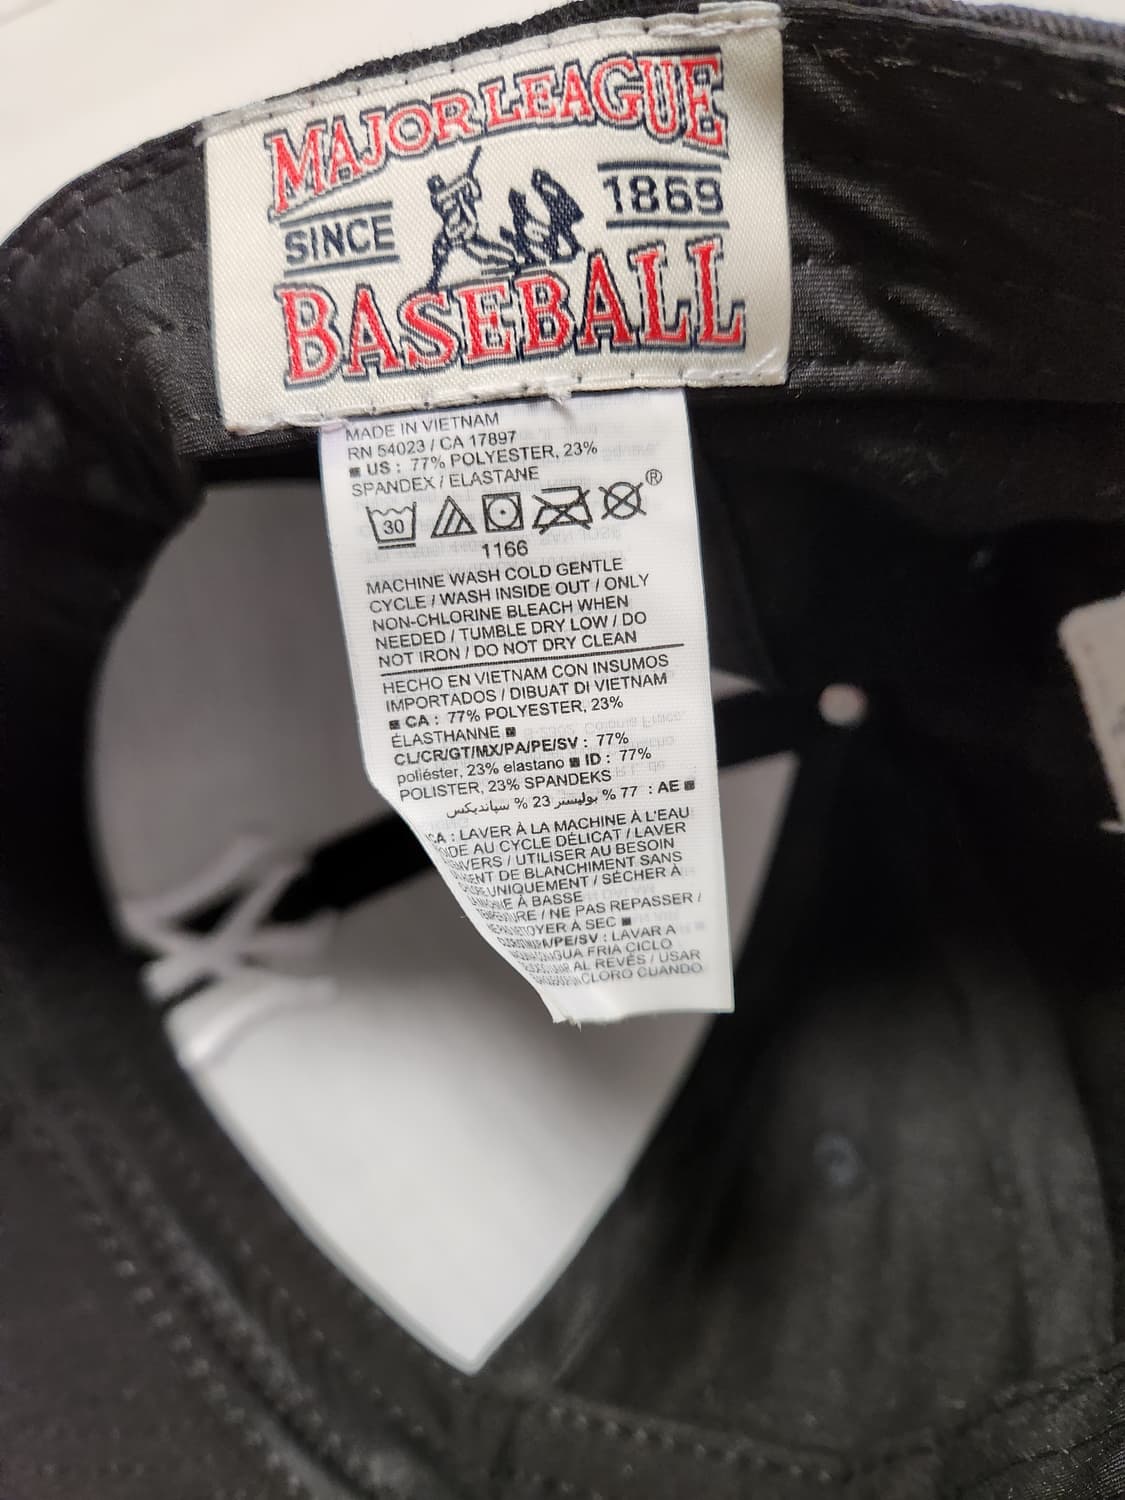 MAJOR LEAGUE
SINCE
1869
BASEBALL
MADE IN VIETNAM
RN 54023 / CA 17897
■ US : 77% POLYESTER, 23%
SPANDEX / ELASTANE
30
®
1166
MACHINE WASH COLD GENTLE
CYCLE / WASH INSIDE OUT / ONLY
NON-CHLORINE BLEACH WHEN
NEEDED / TUMBLE DRY LOW / DO
NOT IRON / DO NOT DRY CLEAN
HECHO EN VIETNAM CON INSUMOS
IMPORTADOS / DIBUAT DI VIETNAM
■ CA : 77% POLYESTER, 23%
ÉLASTHANNE ■
CL/CR/GT/MX/PA/PE/SV : 77%
poliéster, 23% elastano ■ ID : 77%
POLISTER, 23% SPANDEKS
■ AE : 77 % بوليستر 23 % سبانديكس
CA : LAVER À LA MACHINE À L'EAU
AU CYCLE DÉLICAT / LAVER
/ UTILISER AU BESOIN
DE BLANCHIMENT SANS
UNIQUEMENT / SÉCHER À
À BASSE
/ NE PAS REPASSER /
À SEC ■
/PE/SV : LAVAR A
FRIA CICLO
AL REVÉS / USAR
CLORO CUANDO